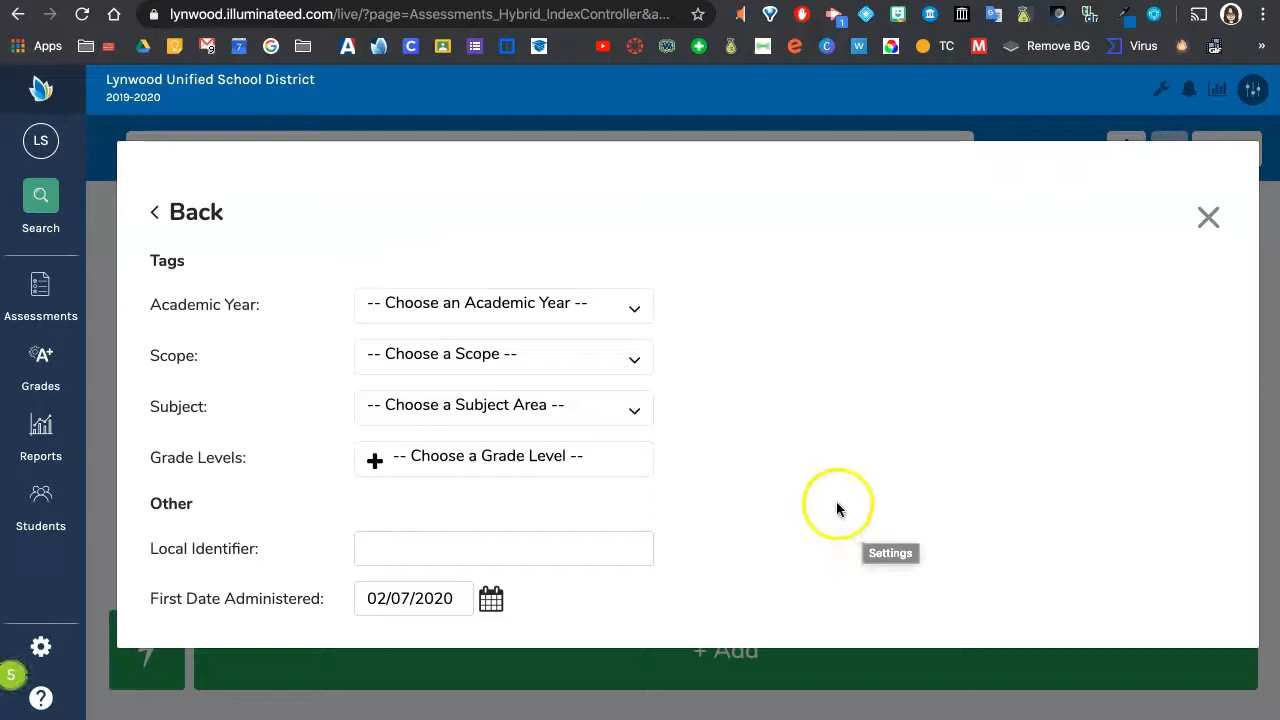 lynwood.illuminateed.com/live/?page=Assessments_Hybrid_IndexController&a...
1
Apps
TC
Remove BG
Virus
»
Lynwood Unified School District
2019-2020
LS
Search
Assessments
A+
Grades
Reports
Students
5
Back
Tags
Academic Year:
-- Choose an Academic Year --
Scope:
-- Choose a Scope --
Subject:
-- Choose a Subject Area --
Grade Levels:
-- Choose a Grade Level --
Other
Local Identifier:
Settings
First Date Administered:
02/07/2020
+ Add